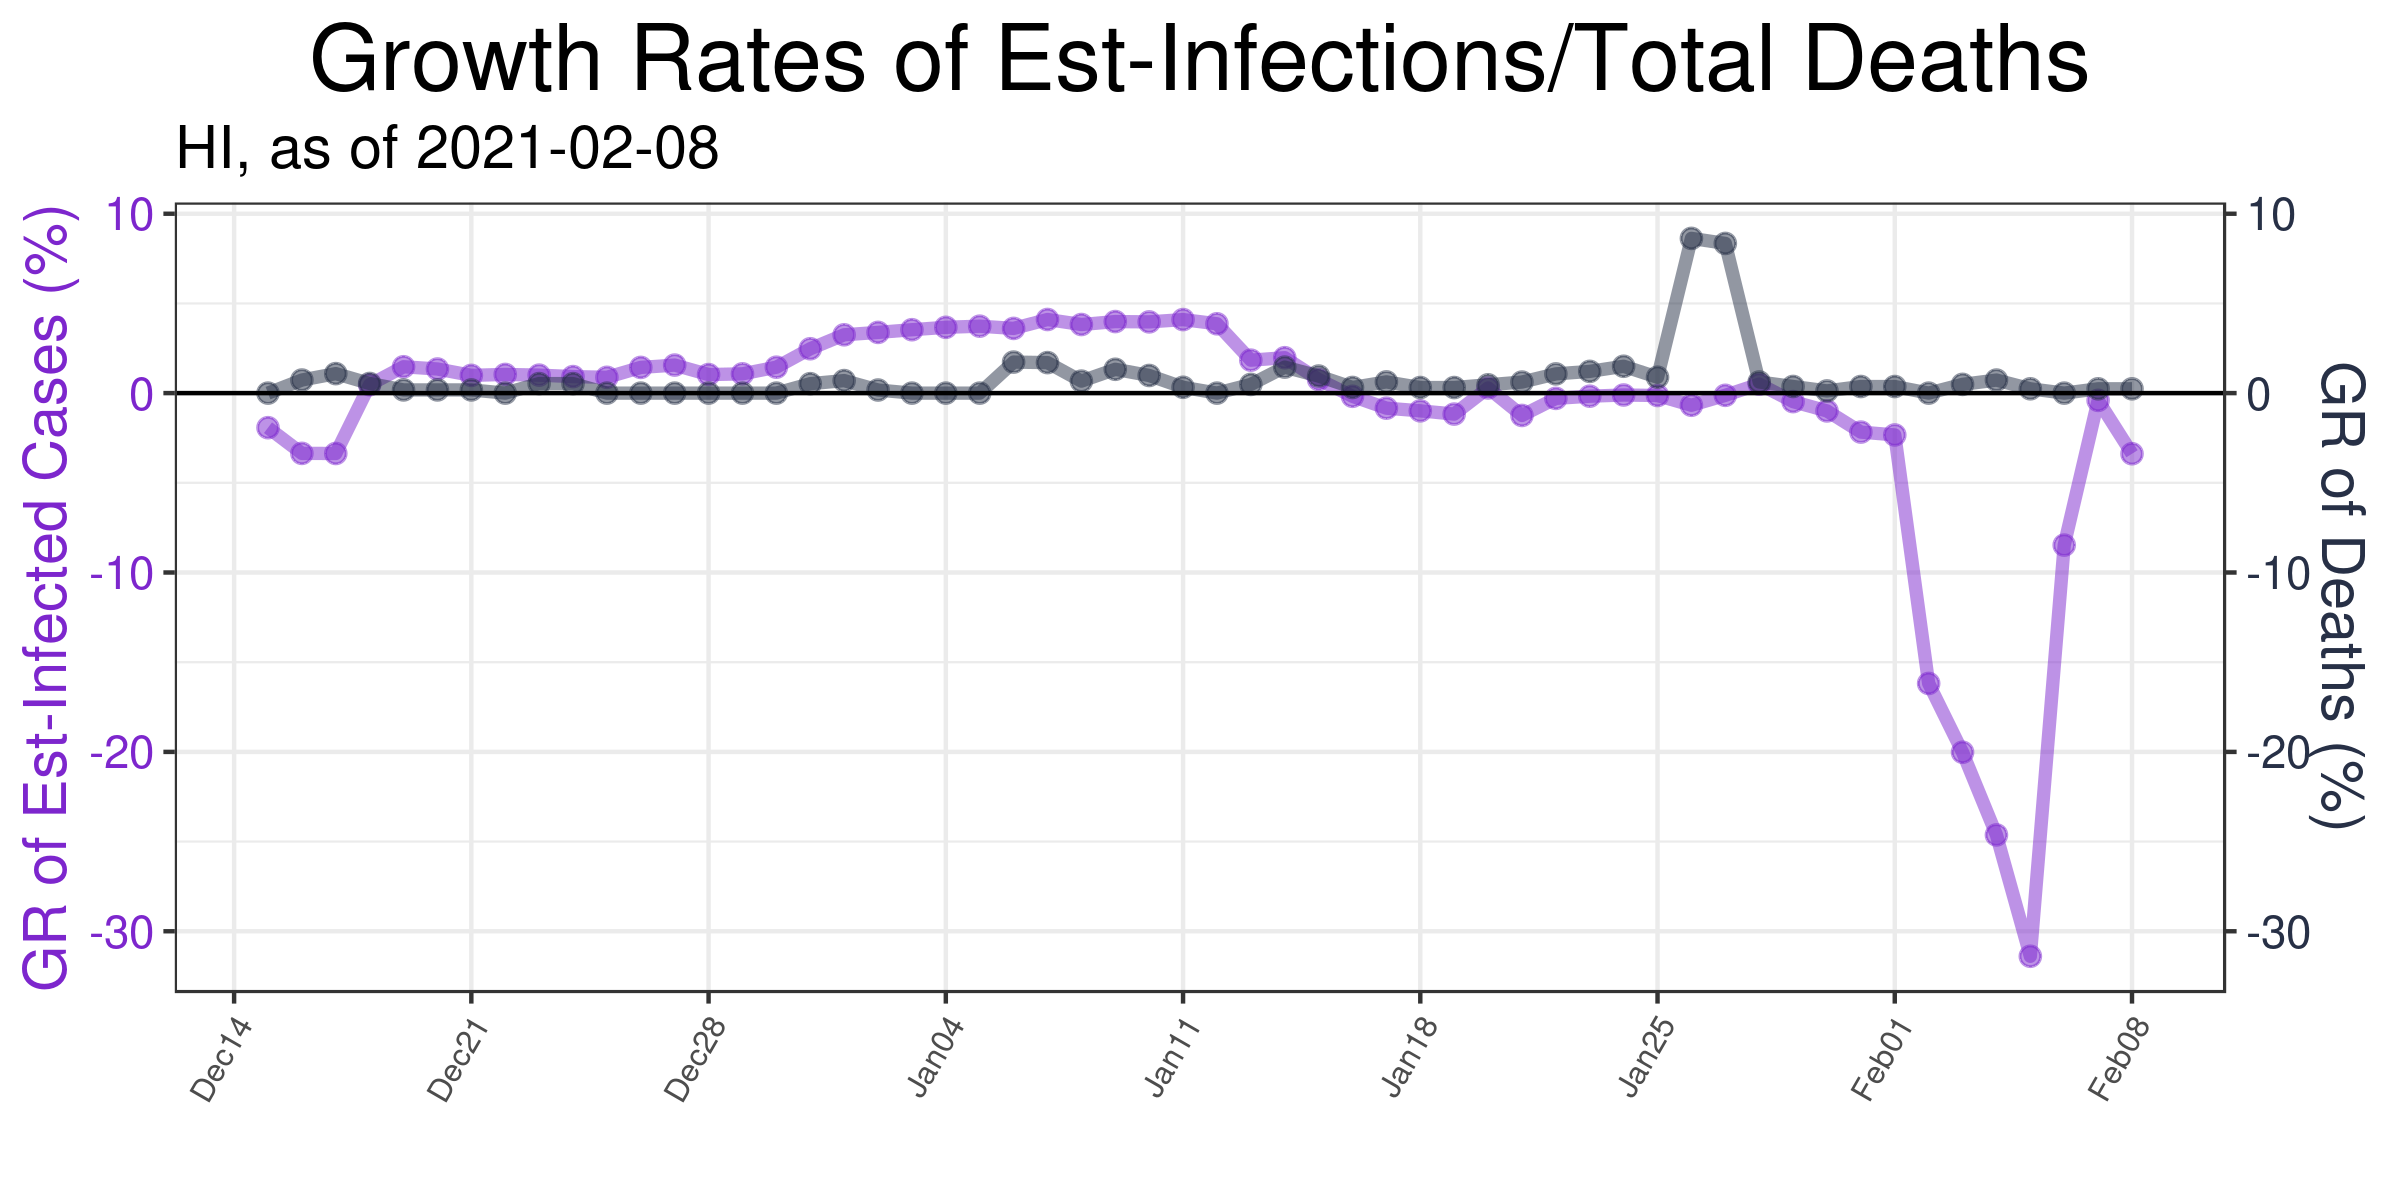 Growth Rates of Est-Infections/Total Deaths
HI, as of 2021-02-08
GR of Est-Infected Cases (%)
10
0
-10
-20
-30
10
0
-10
-20
-30
GR of Deaths (%)
Dec14
Dec21
Dec28
Jan04
Jan11
Jan18
Jan25
Feb01
Feb08